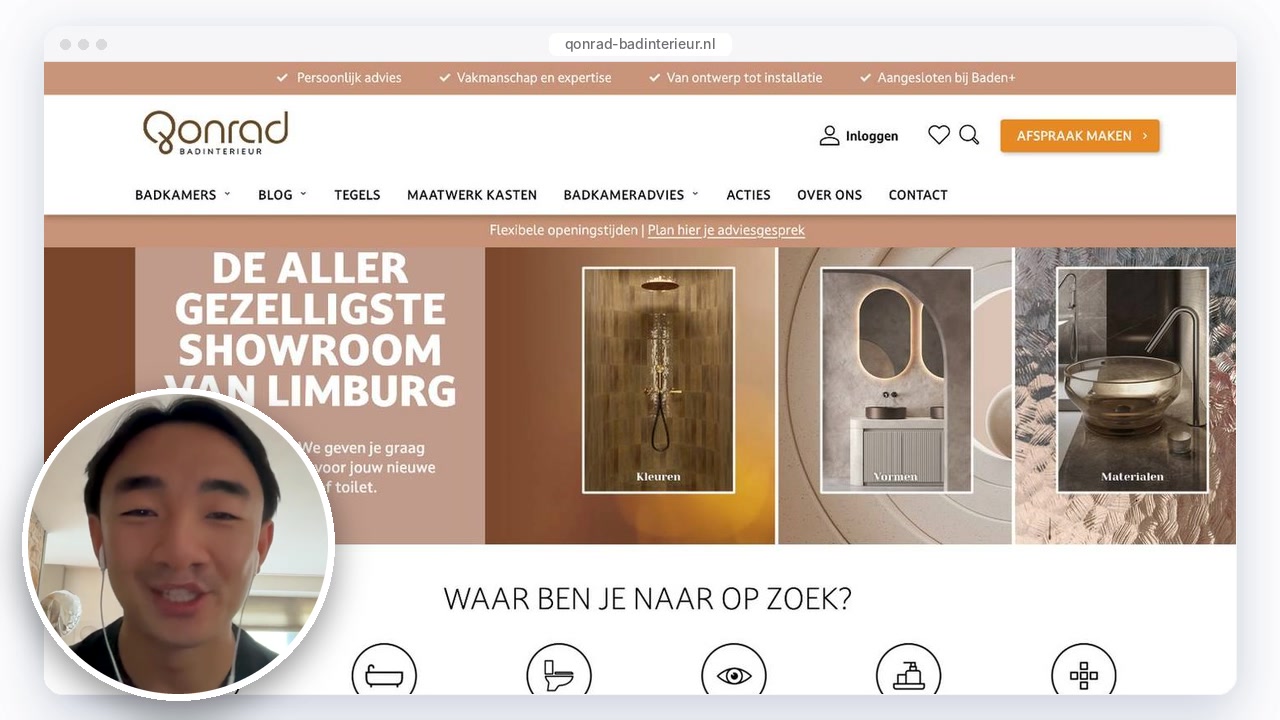 qonrad-badinterieur.nl
Persoonlijk advies
Vakmanschap en expertise
Van ontwerp tot installatie
Aangesloten bij Baden+
Qonrad
BADINTERIEUR
Inloggen
AFSPRAAK MAKEN
BADKAMERS
BLOG
TEGELS
MAATWERK KASTEN
BADKAMERADVIES
ACTIES
OVER ONS
CONTACT
Flexibele openingstijden | Plan hier je adviesgesprek
DE ALLER
GEZELLIGSTE
SHOWROOM
VAN LIMBURG
We geven je graag
voor jouw nieuwe
of toilet.
Kleuren
Vormen
Materialen
WAAR BEN JE NAAR OP ZOEK?